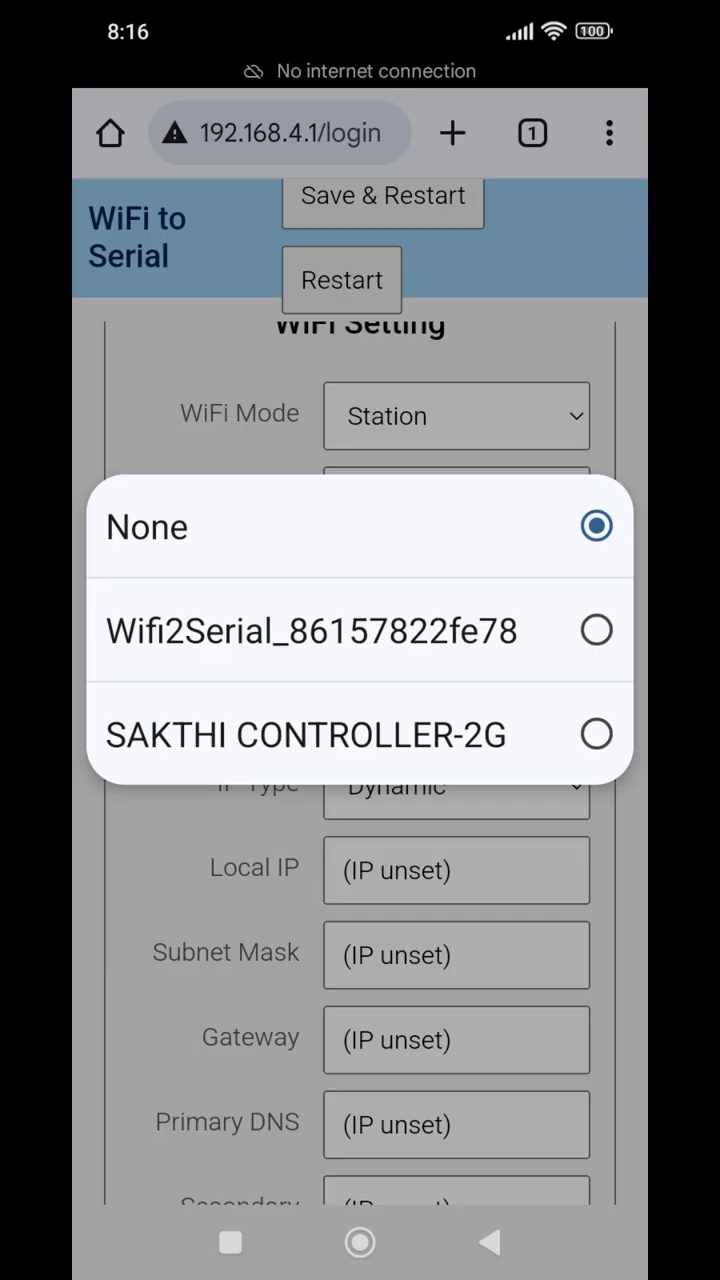 8:16
100
No internet connection
192.168.4.1/login
1
WiFi to
Serial
Save & Restart
Restart
WiFi Setting
WiFi Mode
Station
None
Wifi2Serial_86157822fe78
SAKTHI CONTROLLER-2G
IP Type
Dynamic
Local IP
(IP unset)
Subnet Mask
(IP unset)
Gateway
(IP unset)
Primary DNS
(IP unset)
Secondary